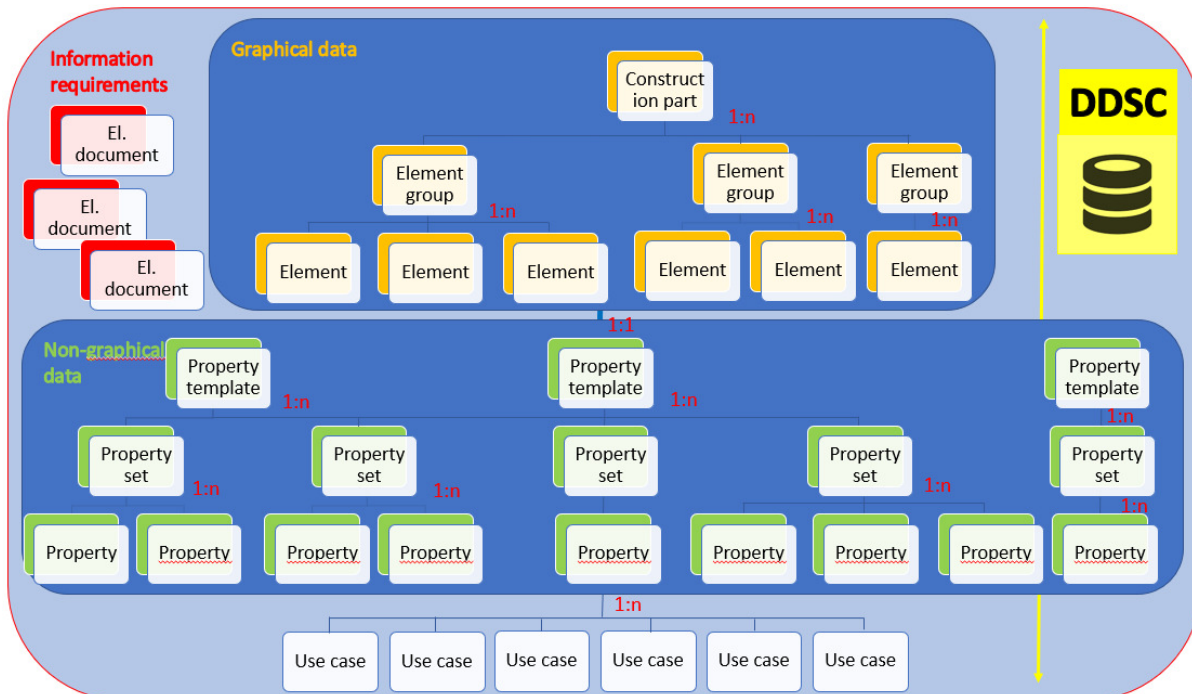 Information
requirements
El.
document
El.
document
El.
document
Graphical data
Construct
ion part
1:n
Element
group
Element
group
Element
group
1:n
1:n
1:n
Element
Element
Element
Element
Element
Element
DDSC
1:1
Non-graphical
data
Property
template
Property
template
Property
template
1:n
1:n
1:n
Property
set
Property
set
Property
set
Property
set
Property
set
1:n
1:n
1:n
1:n
Property
Property
Property
Property
Property
Property
Property
Property
Property
1:n
Use case
Use case
Use case
Use case
Use case
Use case